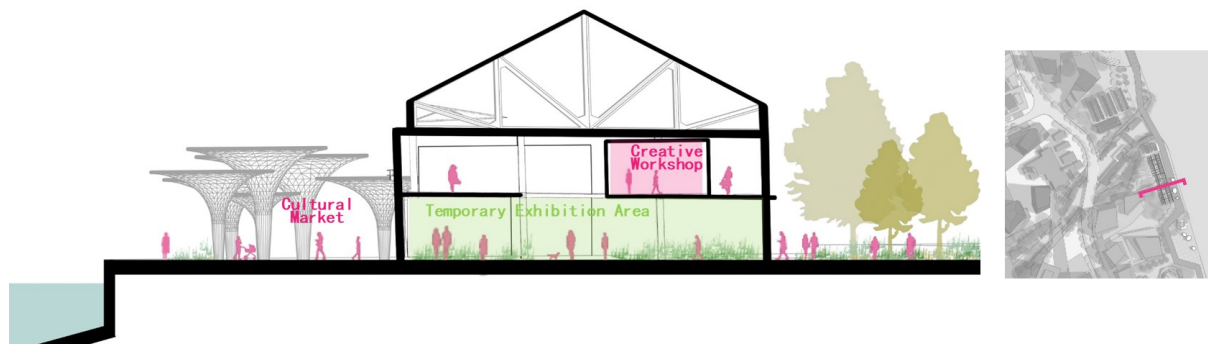 Creative
Workshop
Cultural
Market
Temporary Exhibition Area